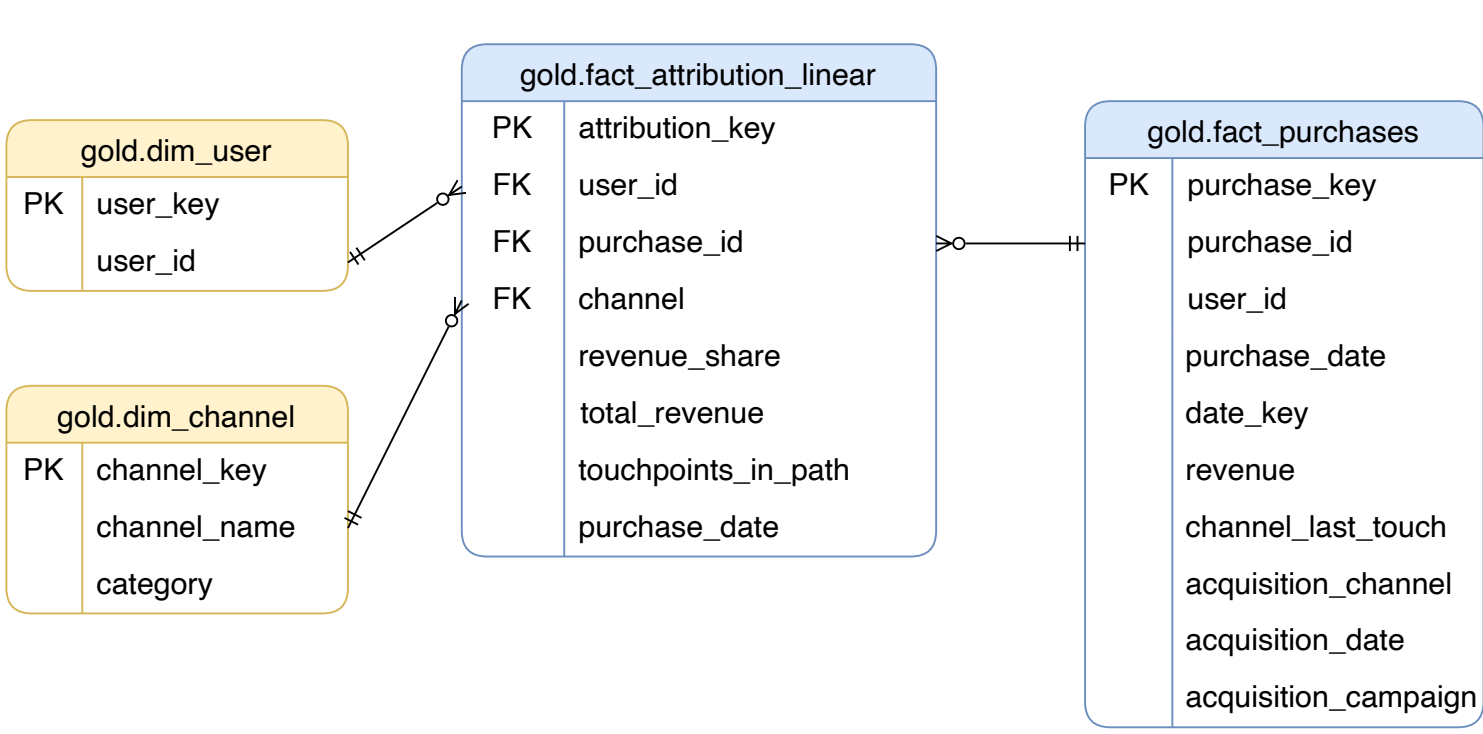 gold.dim_user
PK user_key
user_id
gold.dim_channel
PK channel_key
channel_name
category
gold.fact_attribution_linear
PK attribution_key
FK user_id
FK purchase_id
FK channel
revenue_share
total_revenue
touchpoints_in_path
purchase_date
gold.fact_purchases
PK purchase_key
purchase_id
user_id
purchase_date
date_key
revenue
channel_last_touch
acquisition_channel
acquisition_date
acquisition_campaign